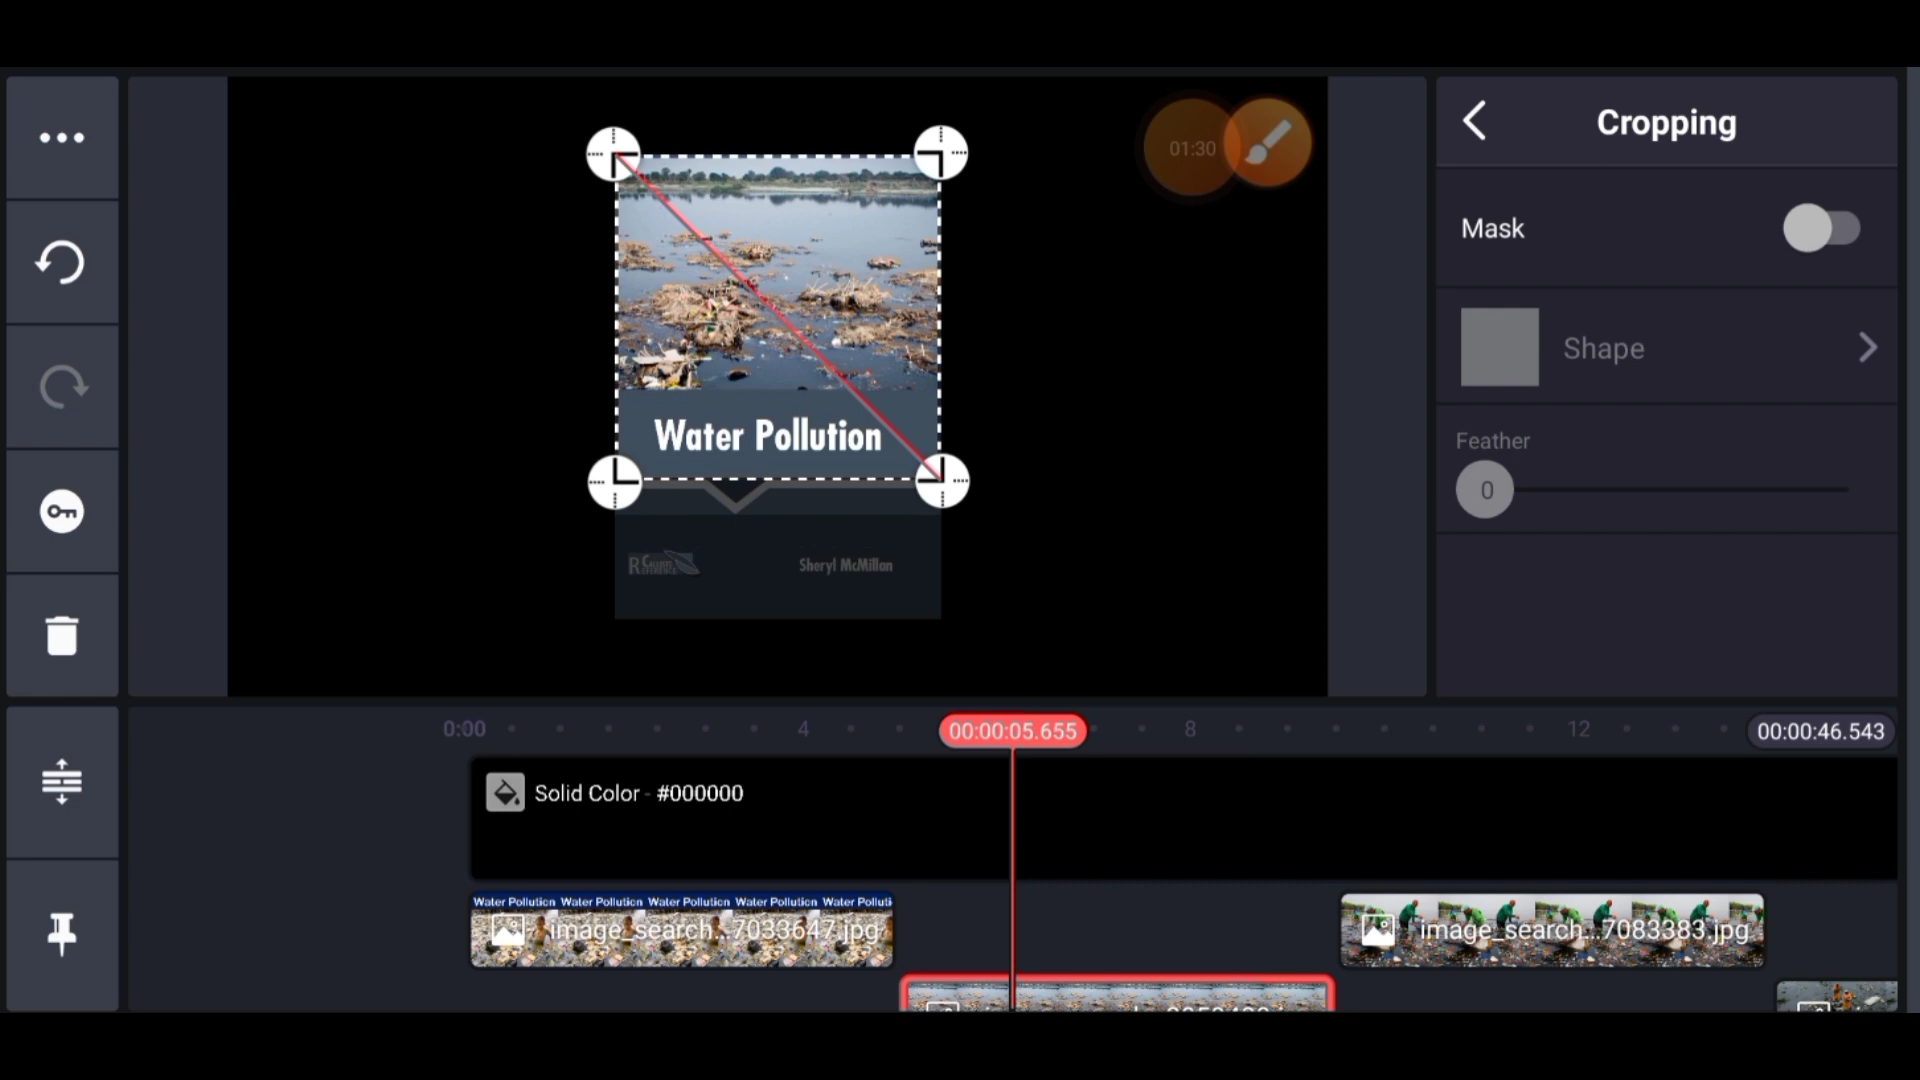 01:30
Cropping
Mask
Shape
Feather
0
Water Pollution
Sheryl McMillan
0:00
4
00:00:05.655
8
12
00:00:46.543
Solid Color - #000000
Water Pollution Water Pollution Water Pollution Water Pollution Water Polluti
image_search...7033647.jpg
image_search...7083383.jpg